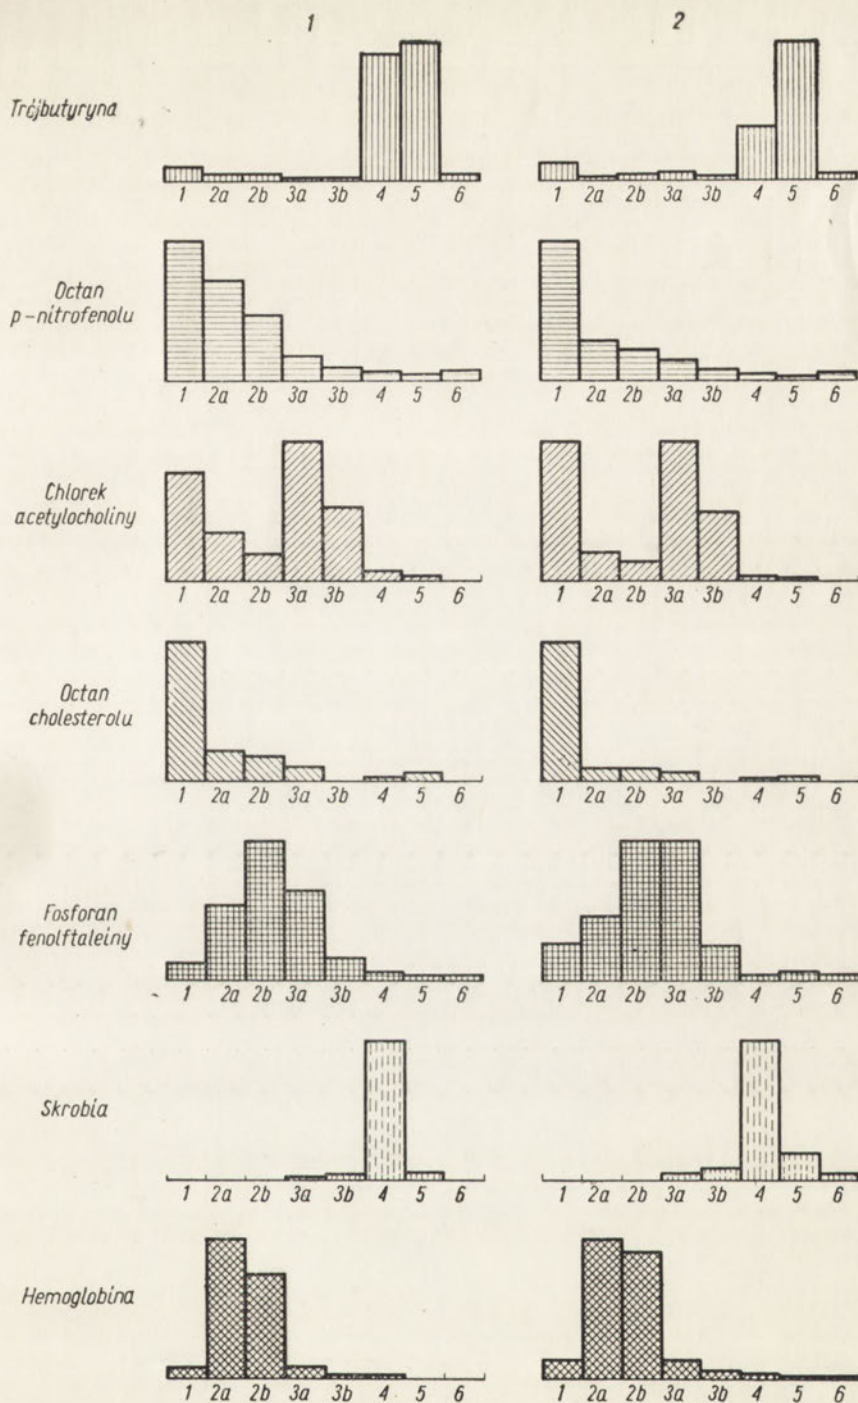 1 2
Trójbutyryna
1 2a 2b 3a 3b 4 5 6 1 2a 2b 3a 3b 4 5 6
Octan
p-nitrofenolu
1 2a 2b 3a 3b 4 5 6 1 2a 2b 3a 3b 4 5 6
Chlorek
acetylocholiny
1 2a 2b 3a 3b 4 5 6 1 2a 2b 3a 3b 4 5 6
Octan
cholesterolu
1 2a 2b 3a 3b 4 5 6 1 2a 2b 3a 3b 4 5 6
Fosforan
fenolftaleiny
1 2a 2b 3a 3b 4 5 6 1 2a 2b 3a 3b 4 5 6
Skrobia
1 2a 2b 3a 3b 4 5 6 1 2a 2b 3a 3b 4 5 6
Hemoglobina
1 2a 2b 3a 3b 4 5 6 1 2a 2b 3a 3b 4 5 6